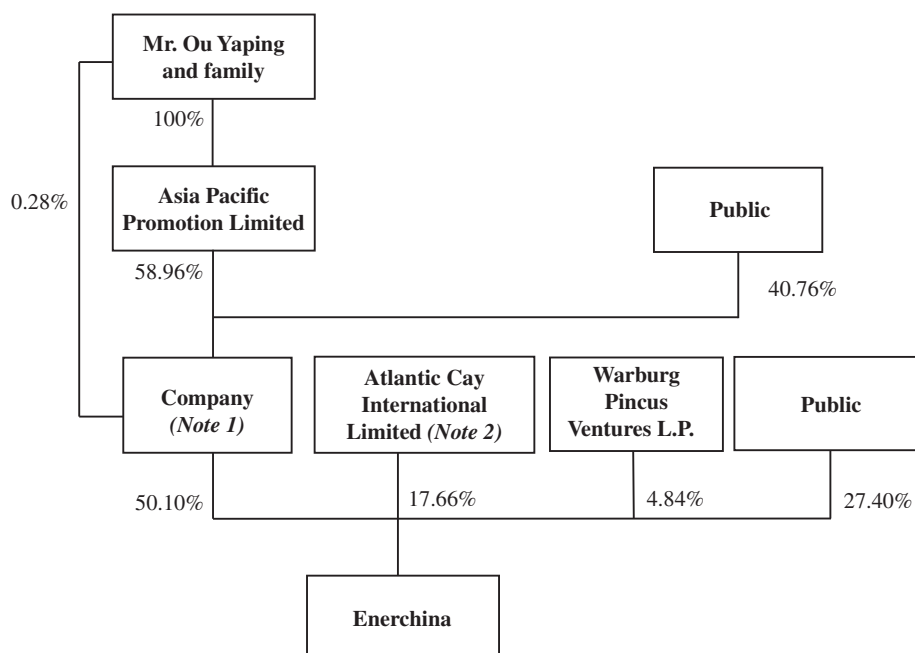 Mr. Ou Yaping
and family
100%
0.28%
Asia Pacific
Promotion Limited
Public
58.96%
40.76%
Company
(Note 1)
Atlantic Cay
International
Limited (Note 2)
Warburg
Pincus
Ventures L.P.
Public
50.10%
17.66%
4.84%
27.40%
Enerchina